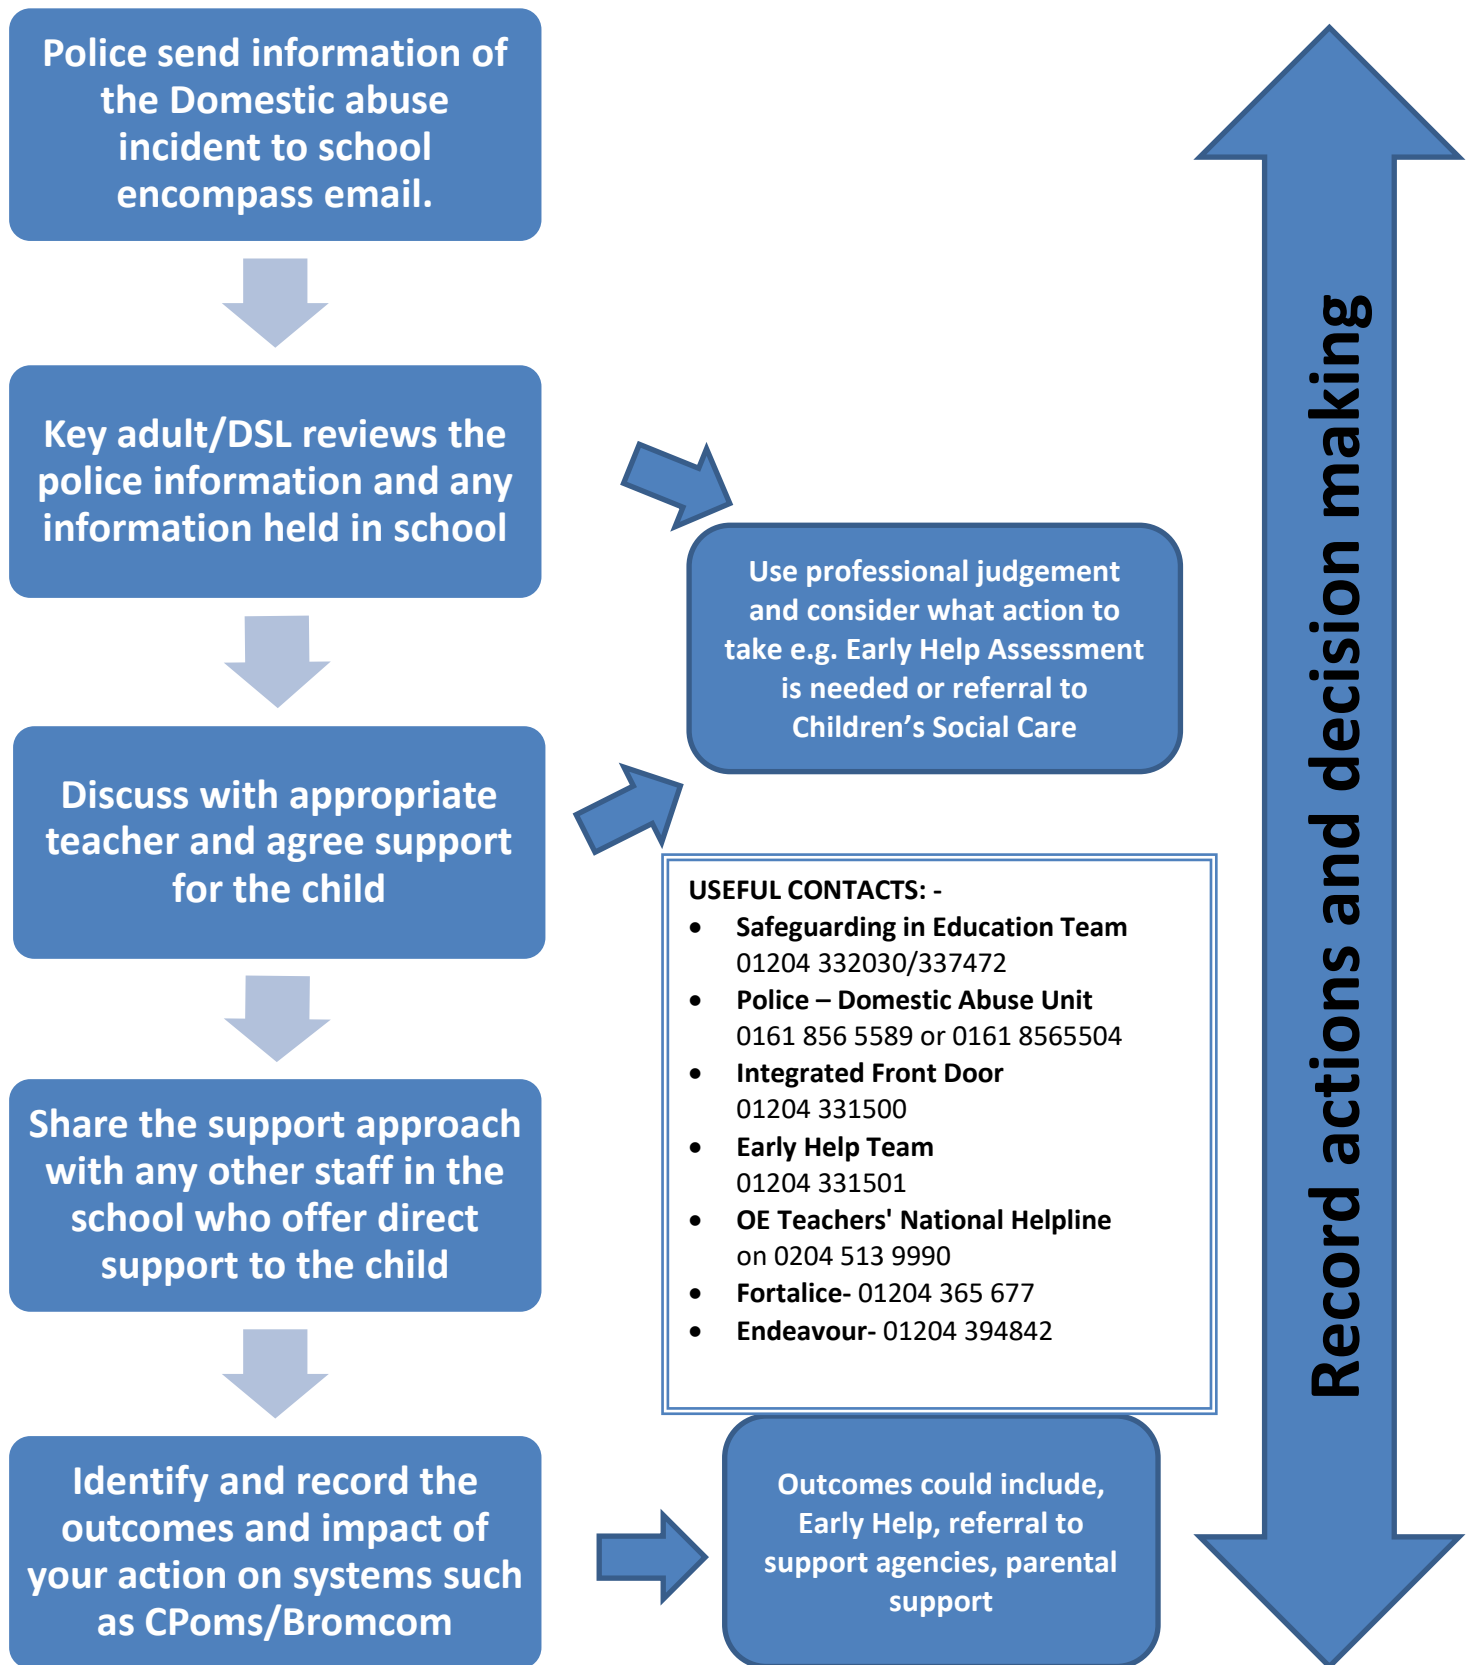 Police send information of
the Domestic abuse
incident to school
encompass email.
Key adult/DSL reviews the
police information and any
information held in school
Use professional judgement
and consider what action to
take e.g. Early Help Assessment
is needed or referral to
Children's Social Care
Discuss with appropriate
teacher and agree support
for the child
USEFUL CONTACTS: -
• Safeguarding in Education Team
01204 332030/337472
• Police – Domestic Abuse Unit
0161 856 5589 or 0161 8565504
• Integrated Front Door
01204 331500
• Early Help Team
01204 331501
• OE Teachers' National Helpline
on 0204 513 9990
• Fortalice- 01204 365 677
• Endeavour- 01204 394842
Share the support approach
with any other staff in the
school who offer direct
support to the child
Identify and record the
outcomes and impact of
your action on systems such
as CPoms/Bromcom
Outcomes could include,
Early Help, referral to
support agencies, parental
support
Record actions and decision making